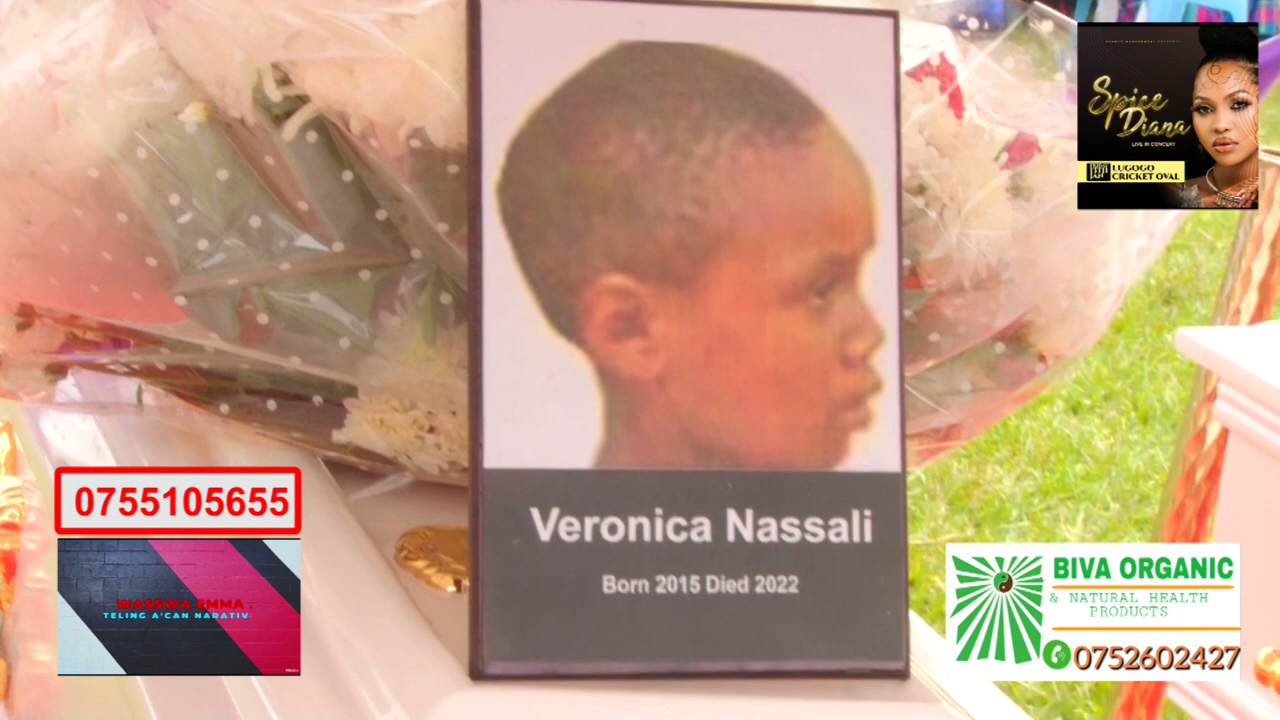 Veronica Nassali
Born 2015 Died 2022
Spice
Diana
LIVE IN CONCERT
LUGOGO
CRICKET OVAL
0755105655
WASSWA EMMA
TELING A'CAN NARATIV
BIVA ORGANIC
& NATURAL HEALTH
PRODUCTS
0752602427